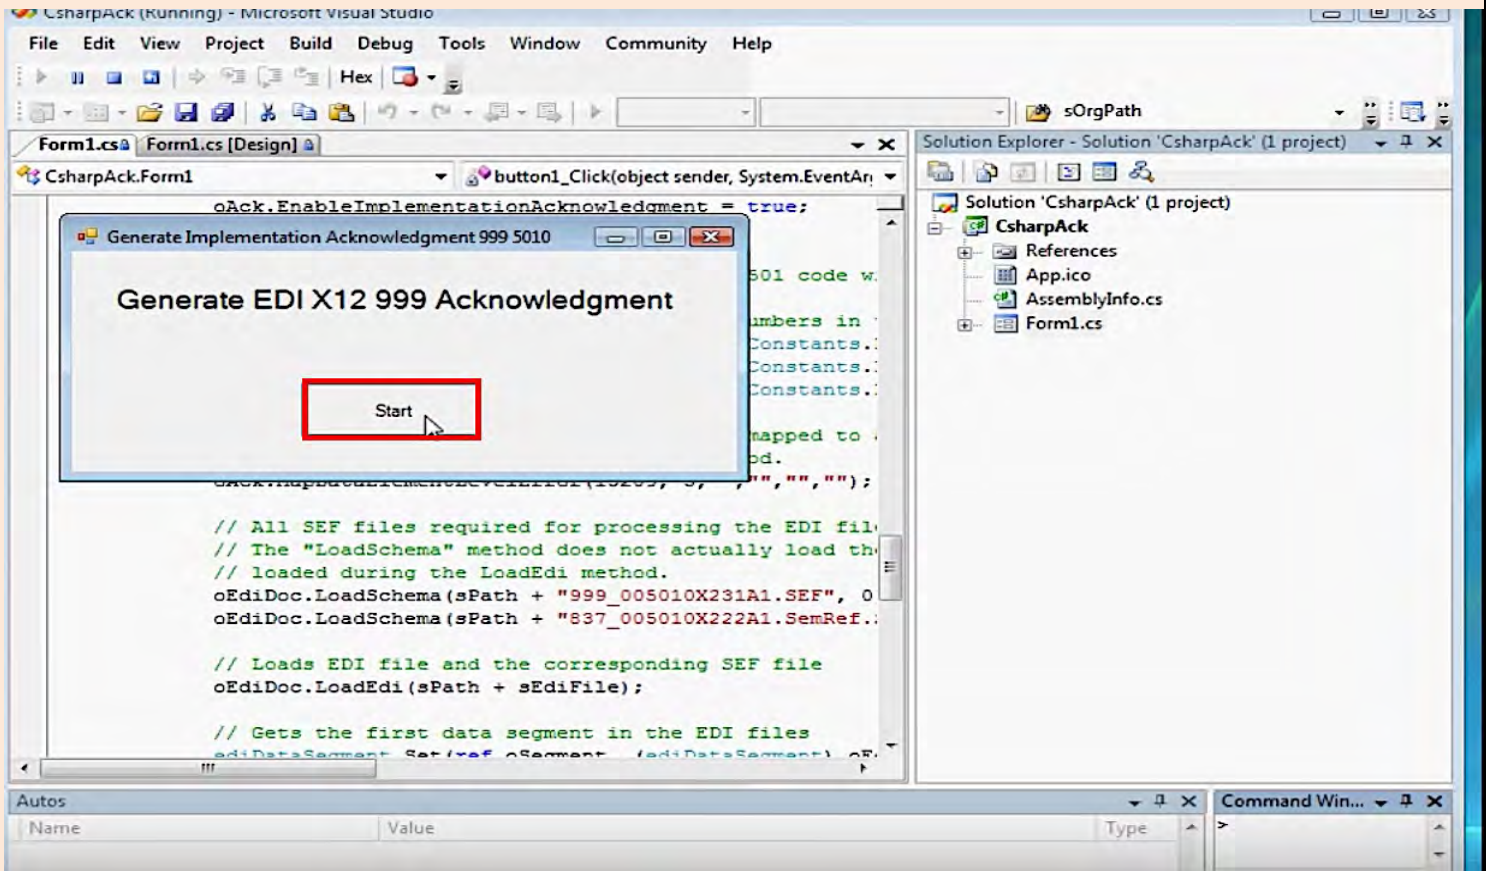 CsharpAck (Running) - Microsoft Visual Studio
File Edit View Project Build Debug Tools Window Community Help
Hex
sOrgPath
Form1.cs Form1.cs [Design]
CsharpAck.Form1 button1_Click(object sender, System.EventAr
oAck.EnableImplementationAcknowledgment = true;
Generate Implementation Acknowledgment 999 5010
501 code w
Generate EDI X12 999 Acknowledgment
umbers in
Constants.
Constants.
Constants.
Start
mapped to
od.
"","","");
// All SEF files required for processing the EDI fil
// The "LoadSchema" method does not actually load th
// loaded during the LoadEdi method.
oEdiDoc.LoadSchema(sPath + "999_005010X231A1.SEF", 0
oEdiDoc.LoadSchema(sPath + "837_005010X222A1.SemRef.
// Loads EDI file and the corresponding SEF file
oEdiDoc.LoadEdi(sPath + sEdiFile);
// Gets the first data segment in the EDI files
ediDataSegment.Set(ref oSegment, (ediDataSegment) oE
Solution Explorer - Solution 'CsharpAck' (1 project)
Solution 'CsharpAck' (1 project)
CsharpAck
References
App.ico
AssemblyInfo.cs
Form1.cs
Autos
Name Value Type
Command Win...
>